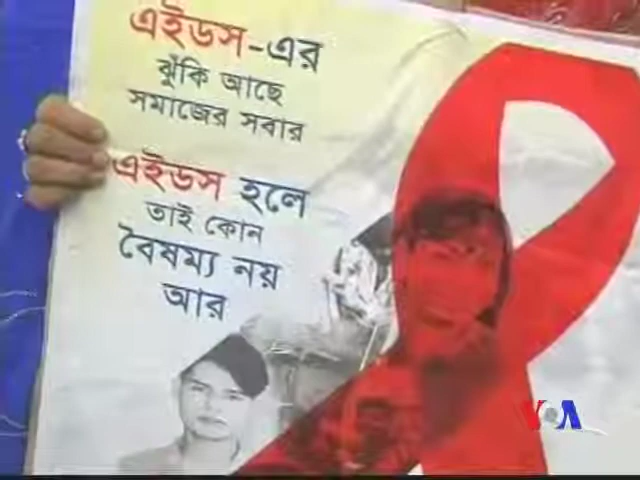 এইডস-এর
ঝুঁকি আছে
সমাজের সবার
এইডস হলে
তাই কোন
বৈষম্য নয়
আর
VOA